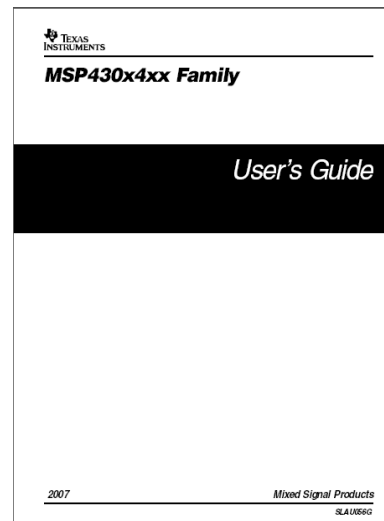 TEXAS
INSTRUMENTS
MSP430x4xx Family
User's Guide
2007 Mixed Signal Products
SLAU056G